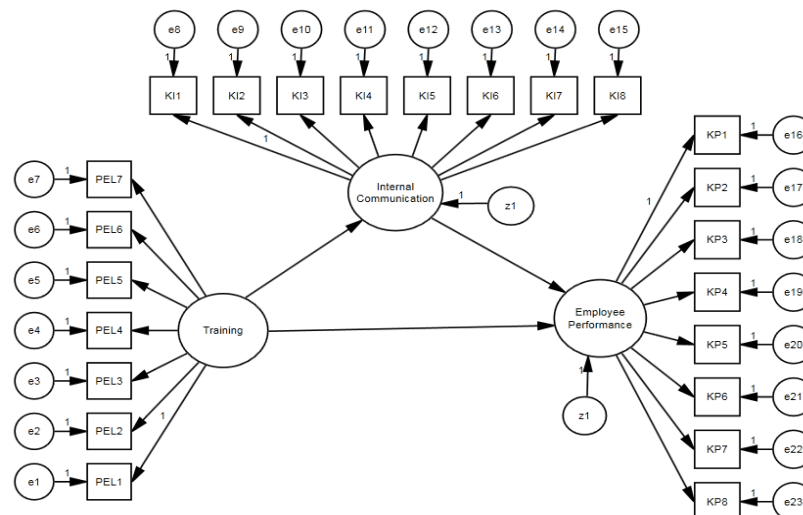 e8 e9 e10 e11 e12 e13 e14 e15
1 1 1 1 1 1 1 1
KI1 KI2 KI3 KI4 KI5 KI6 KI7 KI8
1
Internal
Communication
1
z1
e7 1 PEL7
e6 1 PEL6
e5 1 PEL5
e4 1 PEL4
e3 1 PEL3
e2 1 PEL2
e1 1 PEL1
1
Training
Employee
Performance
1
z1
1
KP1 1 e16
KP2 1 e17
KP3 1 e18
KP4 1 e19
KP5 1 e20
KP6 1 e21
KP7 1 e22
KP8 1 e23